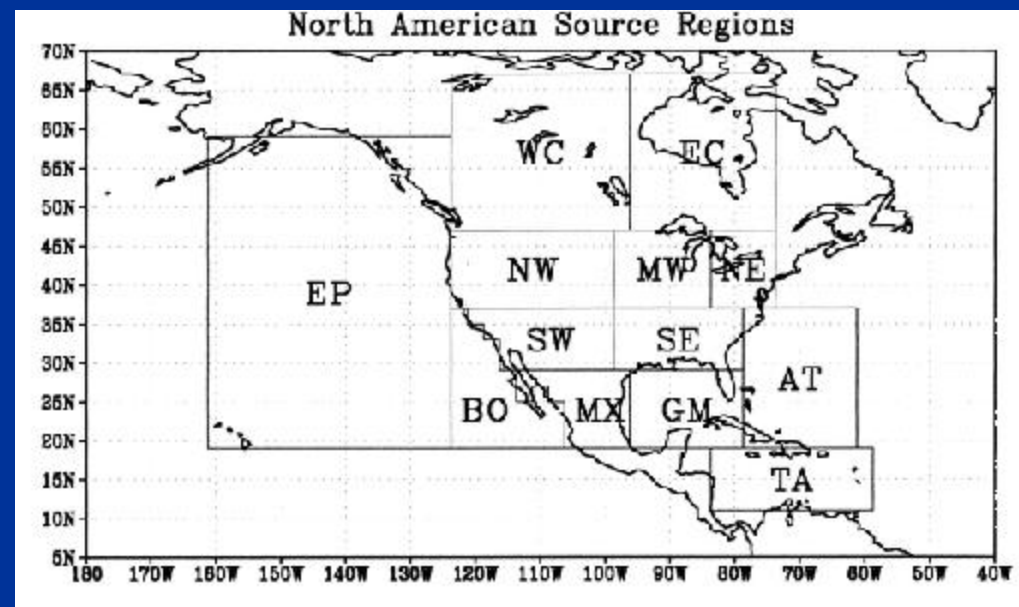 North American Source Regions
70N
65N
60N
55N
50N
45N
40N
35N
30N
25N
20N
15N
10N
5N
WC EC
NW MW NE
EP
SW SE
AT
BO MX GM
TA
180 170W 160W 150W 140W 130W 120W 110W 100W 90W 80W 70W 60W 50W 40W